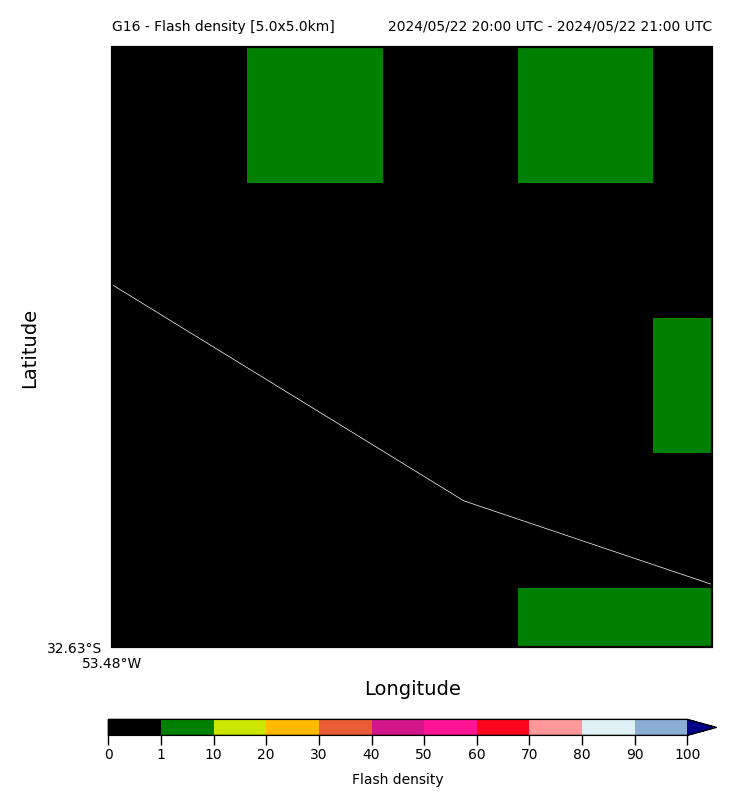 G16 - Flash density [5.0x5.0km] 2024/05/22 20:00 UTC - 2024/05/22 21:00 UTC
Latitude
32.63°S
53.48°W
Longitude
0 1 10 20 30 40 50 60 70 80 90 100
Flash density